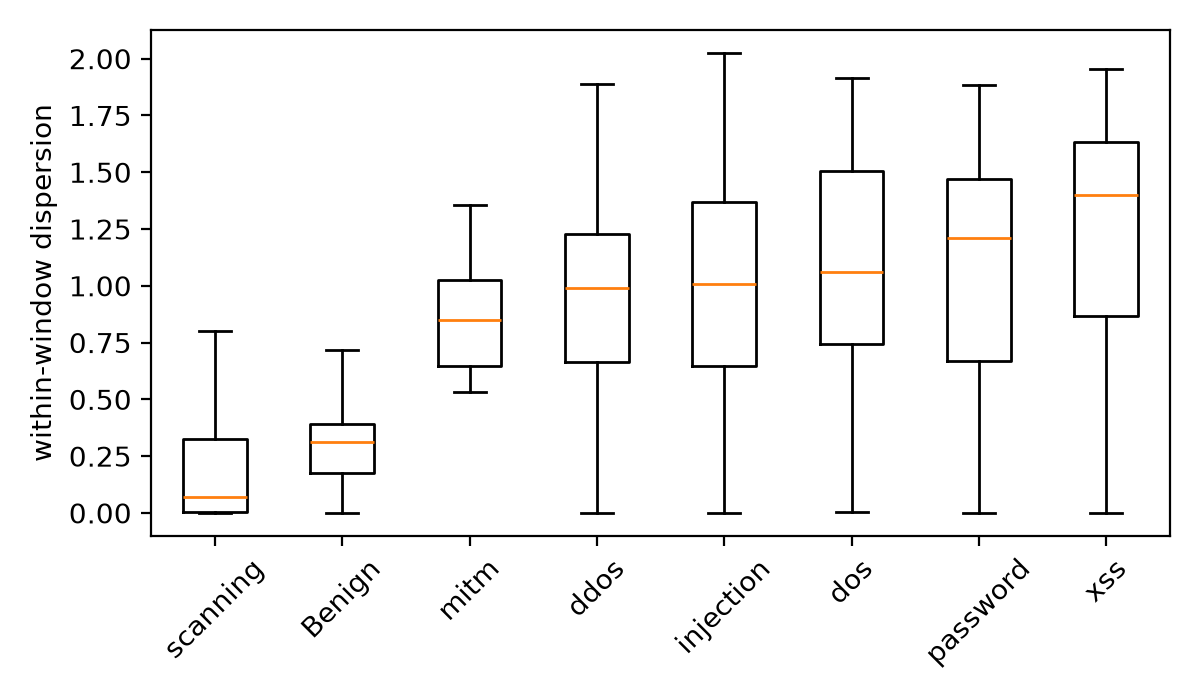 within-window dispersion
2.00
1.75
1.50
1.25
1.00
0.75
0.50
0.25
0.00
scanning
Benign
mitm
ddos
injection
dos
password
xss